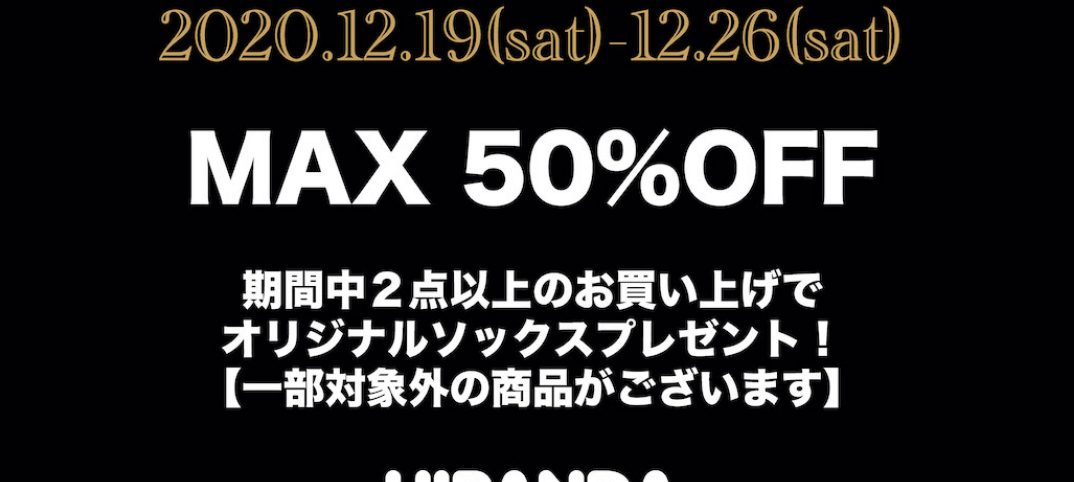 2020.12.19(sat)-12.26(sat)
MAX 50%OFF
期間中２点以上のお買い上げで
オリジナルソックスプレゼント！
【一部対象外の商品がございます】